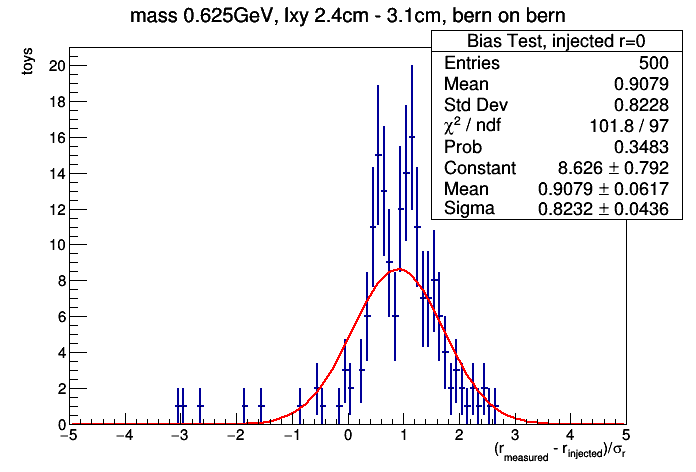 mass 0.625GeV, lxy 2.4cm - 3.1cm, bern on bern
Bias Test, injected r=0
Entries 500
Mean 0.9079
Std Dev 0.8228
χ² / ndf 101.8 / 97
Prob 0.3483
Constant 8.626 ± 0.792
Mean 0.9079 ± 0.0617
Sigma 0.8232 ± 0.0436
toys
20
18
16
14
12
10
8
6
4
2
0
−5 −4 −3 −2 −1 0 1 2 3 4 5
(r_measured - r_injected)/σ_r